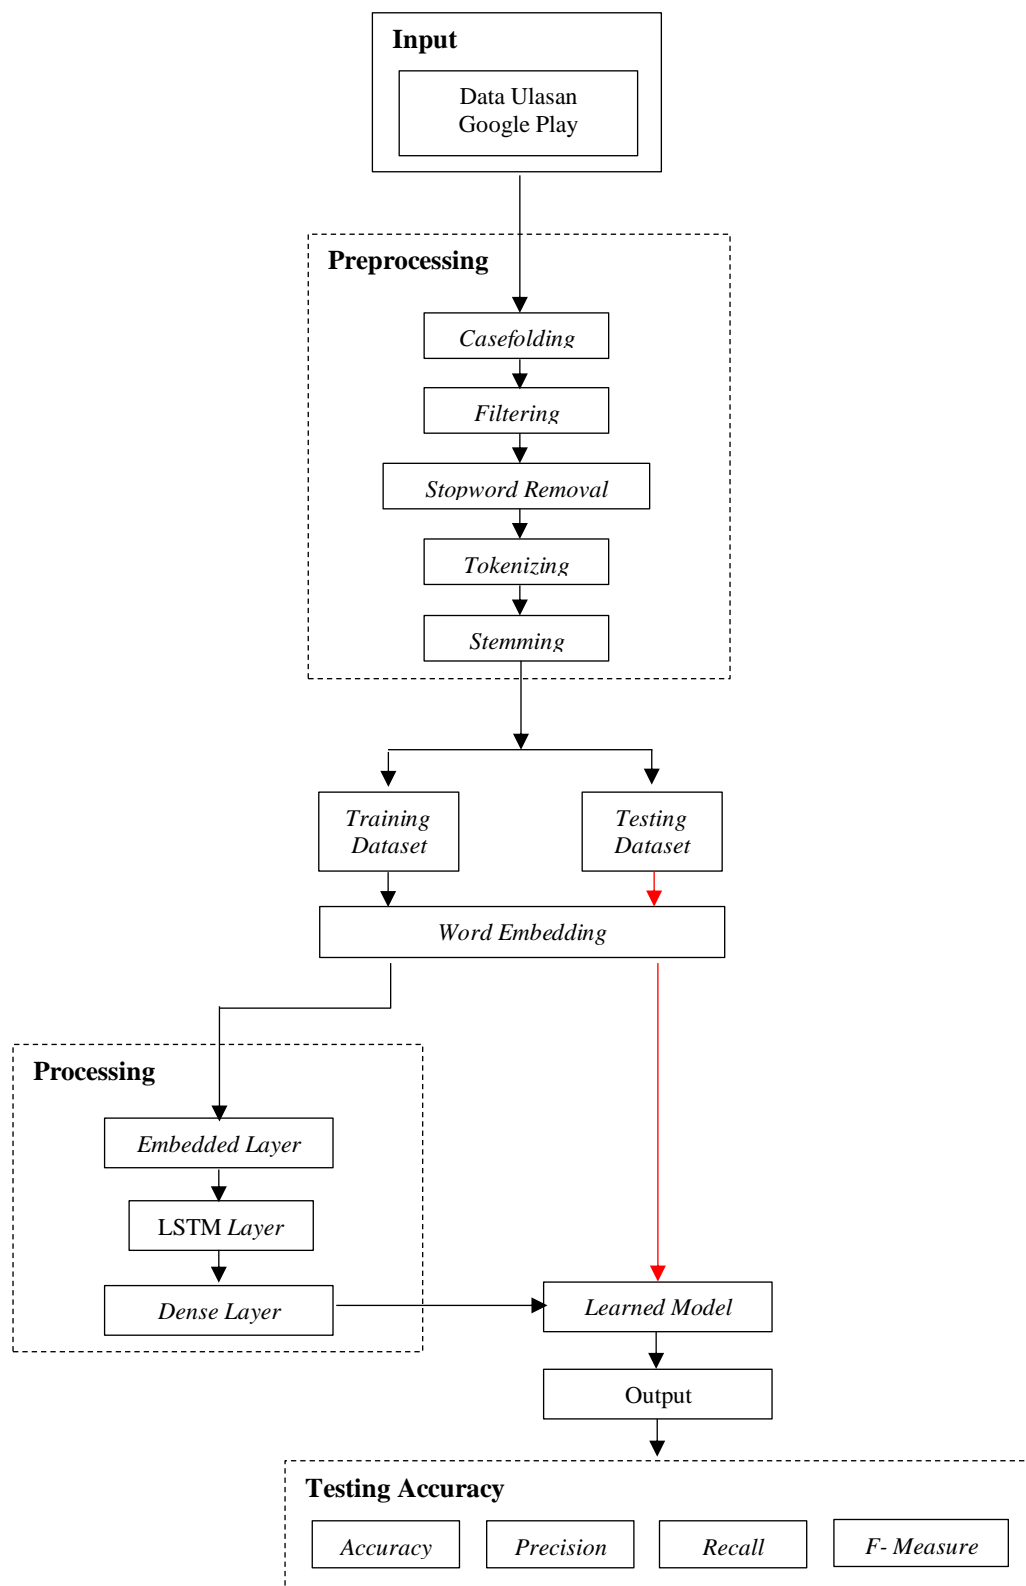 Input
Data Ulasan
Google Play
Preprocessing
Casefolding
Filtering
Stopword Removal
Tokenizing
Stemming
Training
Dataset
Testing
Dataset
Word Embedding
Processing
Embedded Layer
LSTM Layer
Dense Layer
Learned Model
Output
Testing Accuracy
Accuracy
Precision
Recall
F- Measure